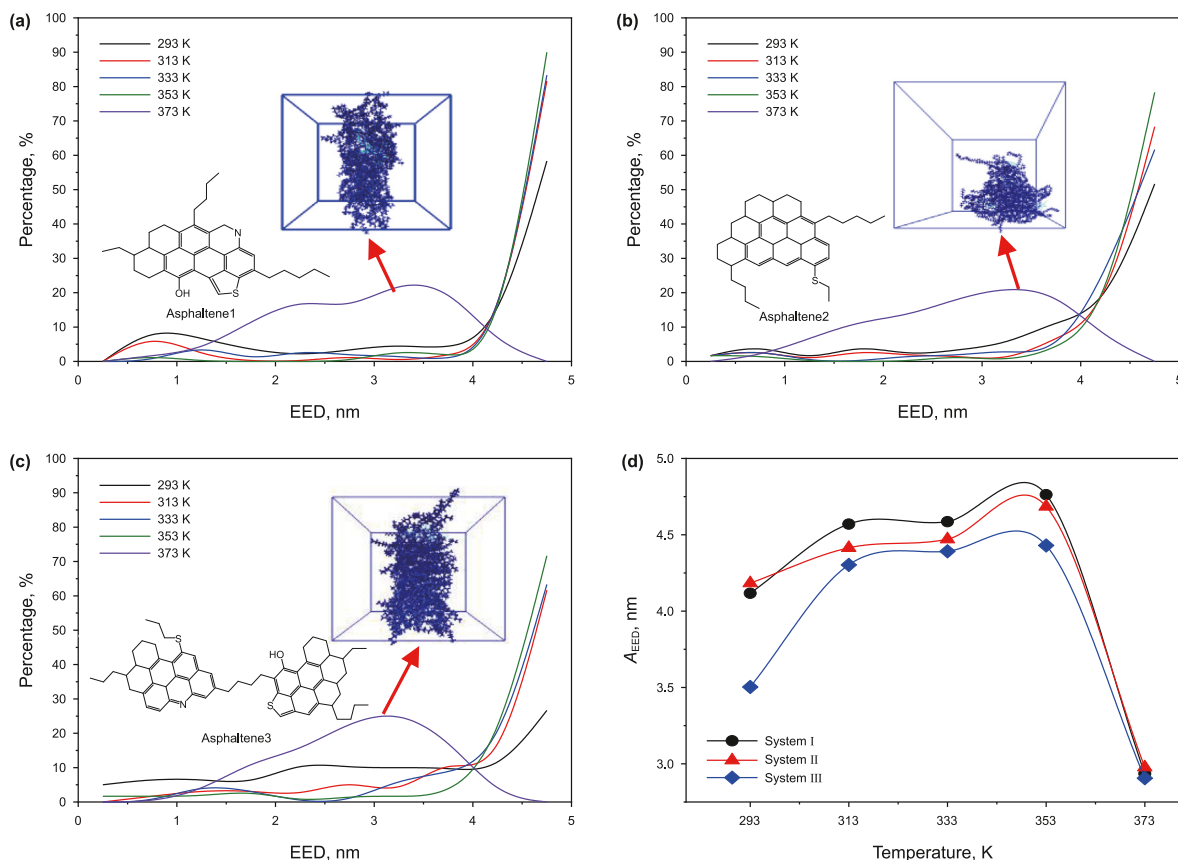 (a)
100
90
80
70
60
50
40
30
20
10
0
Percentage, %
293 K
313 K
333 K
353 K
373 K
N
OH
S
Asphaltene1
0
1
2
3
4
5
EED, nm
(b)
100
90
80
70
60
50
40
30
20
10
0
Percentage, %
293 K
313 K
333 K
353 K
373 K
S
Asphaltene2
0
1
2
3
4
5
EED, nm
(c)
100
90
80
70
60
50
40
30
20
10
0
Percentage, %
293 K
313 K
333 K
353 K
373 K
S
N
HO
S
Asphaltene3
0
1
2
3
4
5
EED, nm
(d)
5.0
4.5
4.0
3.5
3.0
A_EED, nm
System I
System II
System III
293
313
333
353
373
Temperature, K